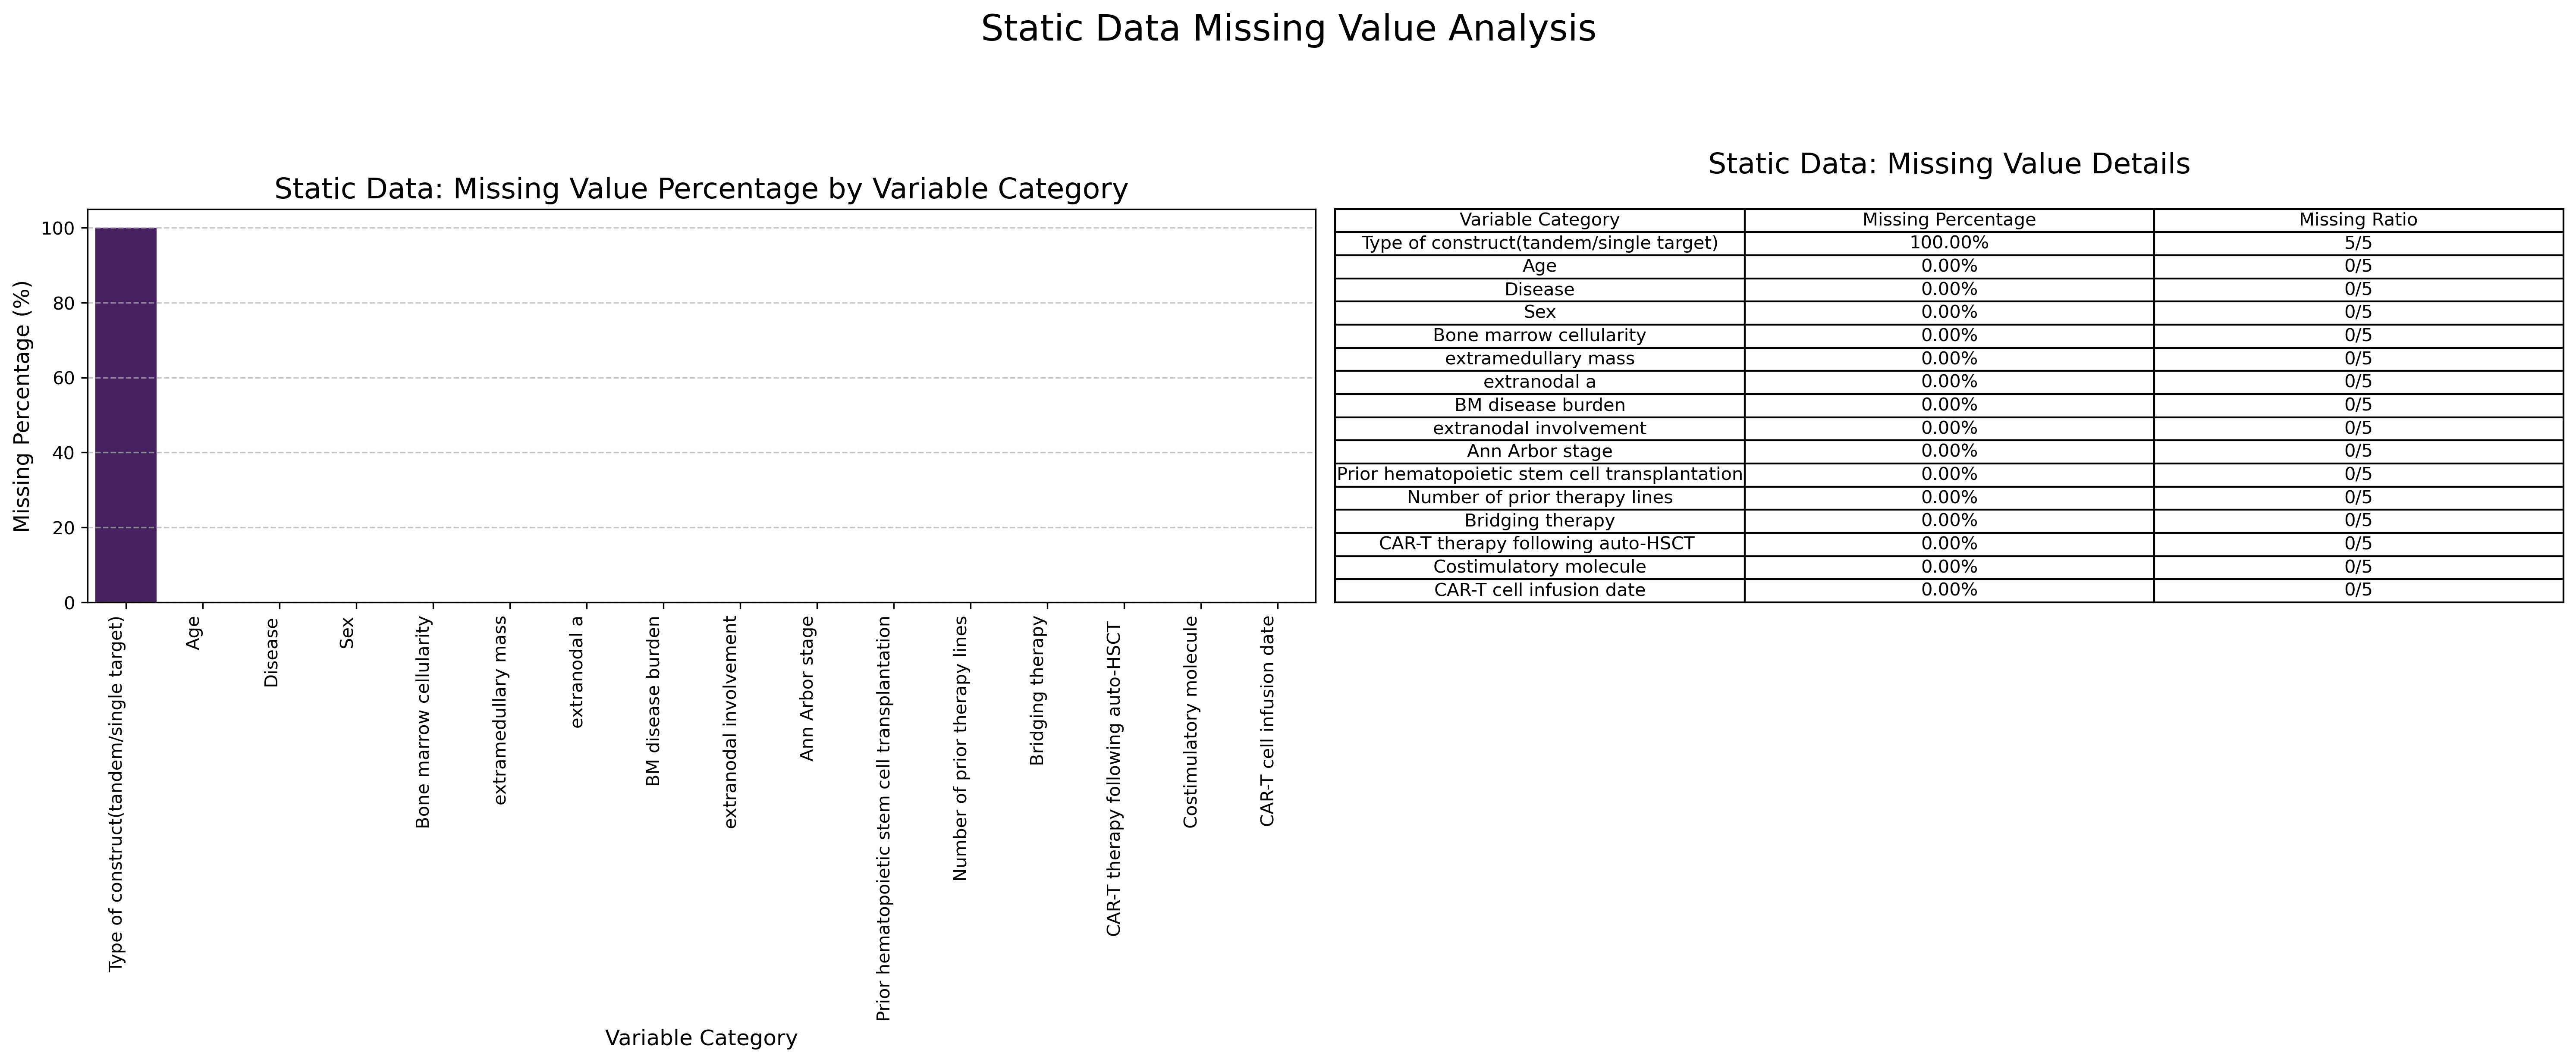 Static Data Missing Value Analysis
Static Data: Missing Value Percentage by Variable Category
Missing Percentage (%)
100
80
60
40
20
0
Type of construct(tandem/single target)
Age
Disease
Sex
Bone marrow cellularity
extramedullary mass
extranodal a
BM disease burden
extranodal involvement
Ann Arbor stage
Prior hematopoietic stem cell transplantation
Number of prior therapy lines
Bridging therapy
CAR-T therapy following auto-HSCT
Costimulatory molecule
CAR-T cell infusion date
Variable Category
Static Data: Missing Value Details
Variable Category Missing Percentage Missing Ratio
Type of construct(tandem/single target) 100.00% 5/5
Age 0.00% 0/5
Disease 0.00% 0/5
Sex 0.00% 0/5
Bone marrow cellularity 0.00% 0/5
extramedullary mass 0.00% 0/5
extranodal a 0.00% 0/5
BM disease burden 0.00% 0/5
extranodal involvement 0.00% 0/5
Ann Arbor stage 0.00% 0/5
Prior hematopoietic stem cell transplantation 0.00% 0/5
Number of prior therapy lines 0.00% 0/5
Bridging therapy 0.00% 0/5
CAR-T therapy following auto-HSCT 0.00% 0/5
Costimulatory molecule 0.00% 0/5
CAR-T cell infusion date 0.00% 0/5